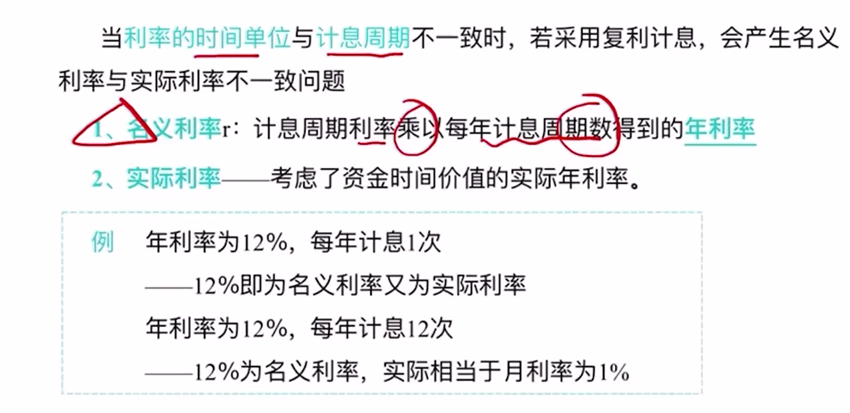 当利率的时间单位与计息周期不一致时，若采用复利计息，会产生名义
利率与实际利率不一致问题
1、名义利率r：计息周期利率乘以每年计息周期数得到的年利率
2、实际利率——考虑了资金时间价值的实际年利率。
例 年利率为12%，每年计息1次
——12%即为名义利率又为实际利率
年利率为12%，每年计息12次
——12%为名义利率，实际相当于月利率为1%